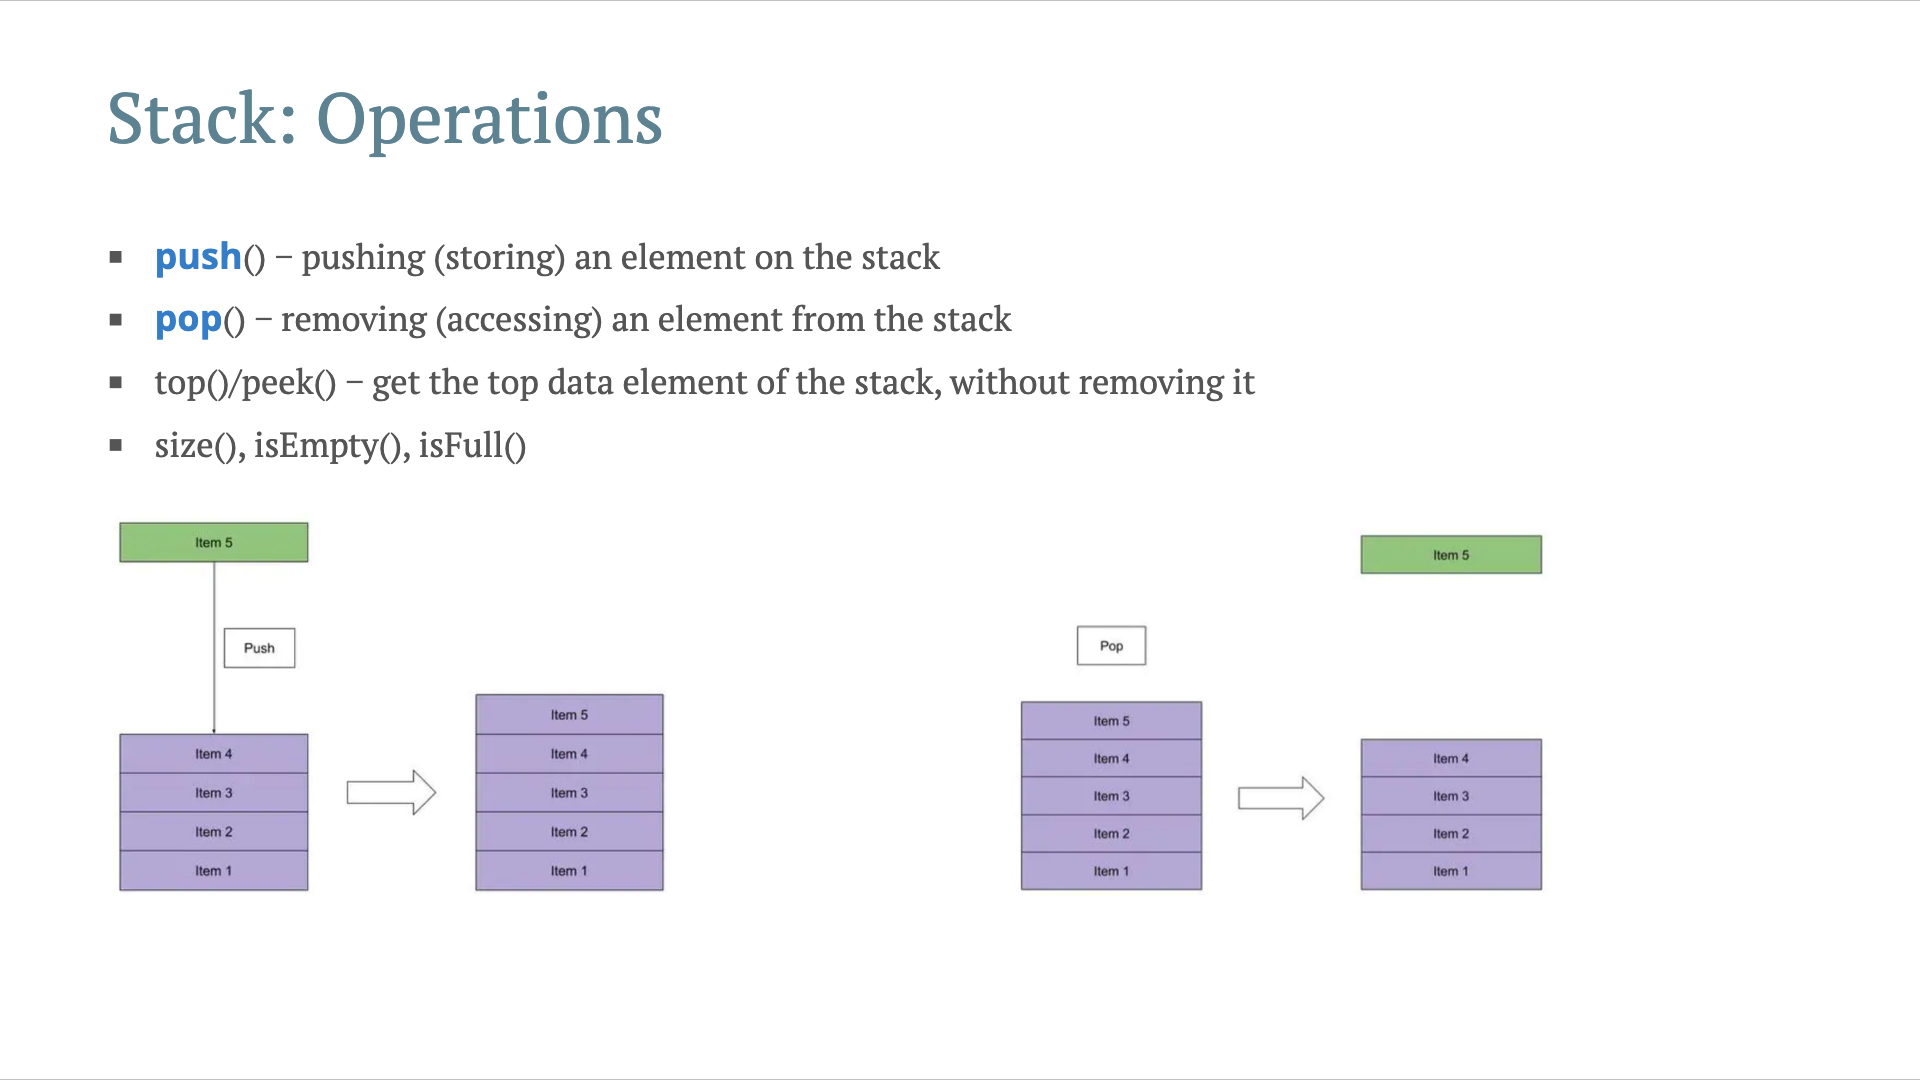 Stack: Operations
▪ push() – pushing (storing) an element on the stack
▪ pop() – removing (accessing) an element from the stack
▪ top()/peek() – get the top data element of the stack, without removing it
▪ size(), isEmpty(), isFull()
Item 5
Push
Item 4
Item 3
Item 2
Item 1
Item 5
Item 4
Item 3
Item 2
Item 1
Pop
Item 5
Item 4
Item 3
Item 2
Item 1
Item 5
Item 4
Item 3
Item 2
Item 1